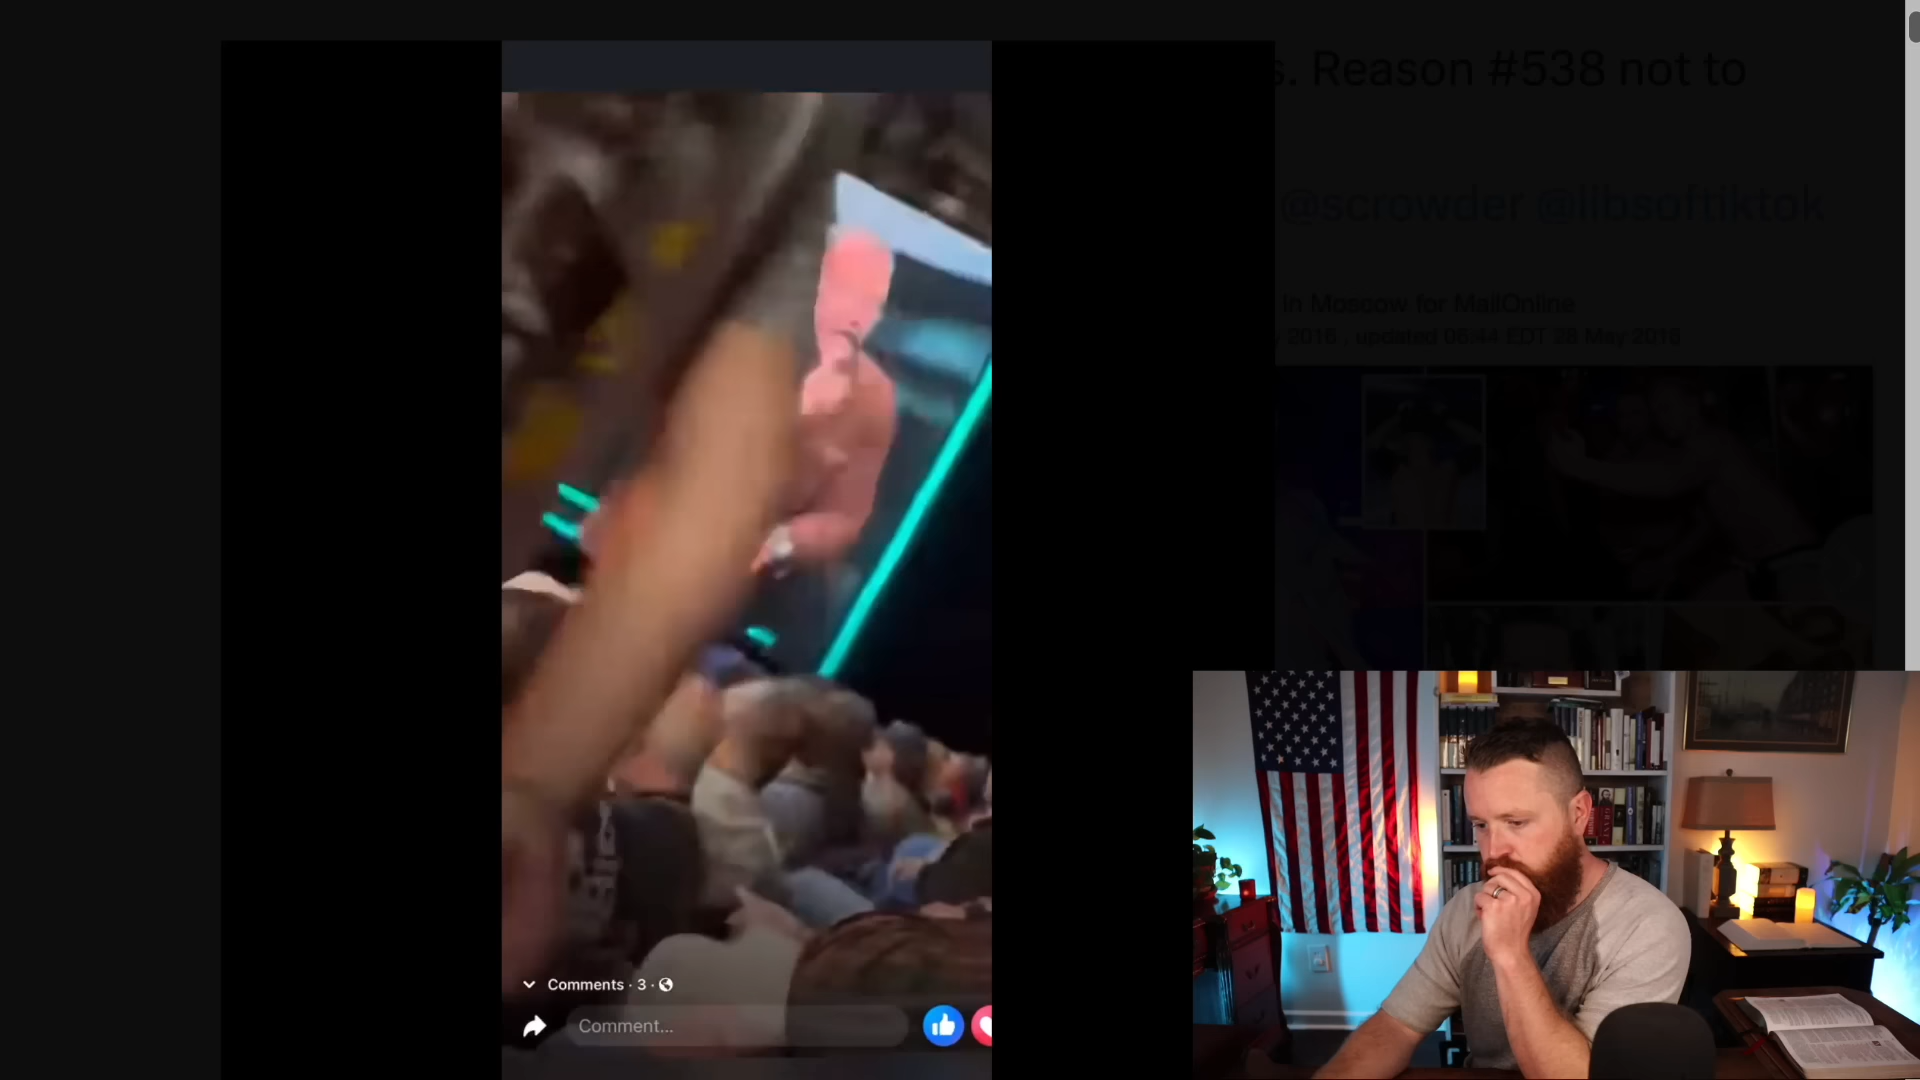 s. Reason #538 not to
@scrowder @libsoftiktok
in Moscow for MailOnline
2016 , updated 06:44 EDT 28 May 2016
Comments · 3 ·
Comment...